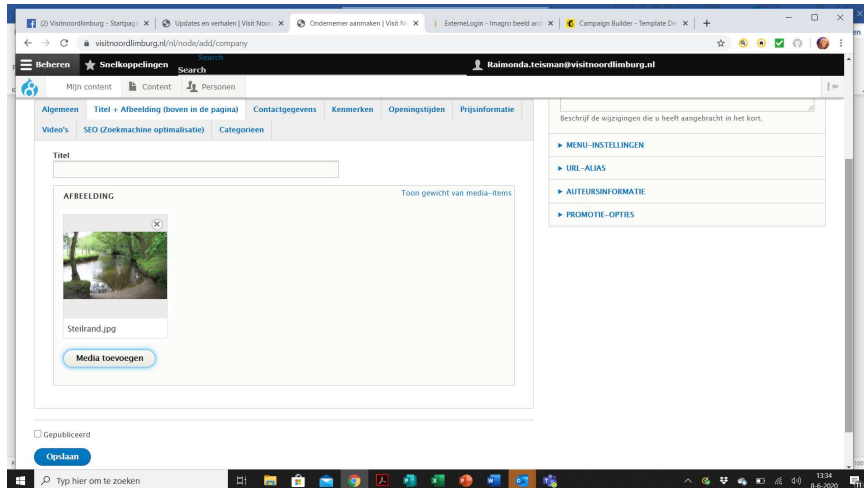 (2) Visitnoordlimburg - Startpagi
Updates en verhalen | Visit Noor
Ondernemer aanmaken | Visit N
ExterneLogin - Imagro beeld arc
Campaign Builder - Template De
visitnoordlimburg.nl/nl/node/add/company
Search
Beheren
Snelkoppelingen
Search
Raimonda.teisman@visitnoordlimburg.nl
Mijn content
Content
Personen
Algemeen
Titel + Afbeelding (boven in de pagina)
Contactgegevens
Kenmerken
Openingstijden
Prijsinformatie
Beschrijf de wijzigingen die u heeft aangebracht in het kort.
Video's
SEO (Zoekmachine optimalisatie)
Categorieen
MENU-INSTELLINGEN
Titel
URL-ALIAS
AFBEELDING
Toon gewicht van media-items
AUTEURSINFORMATIE
PROMOTIE-OPTIES
Steilrand.jpg
Media toevoegen
Gepubliceerd
Opslaan
Typ hier om te zoeken
13:34
8-6-2020